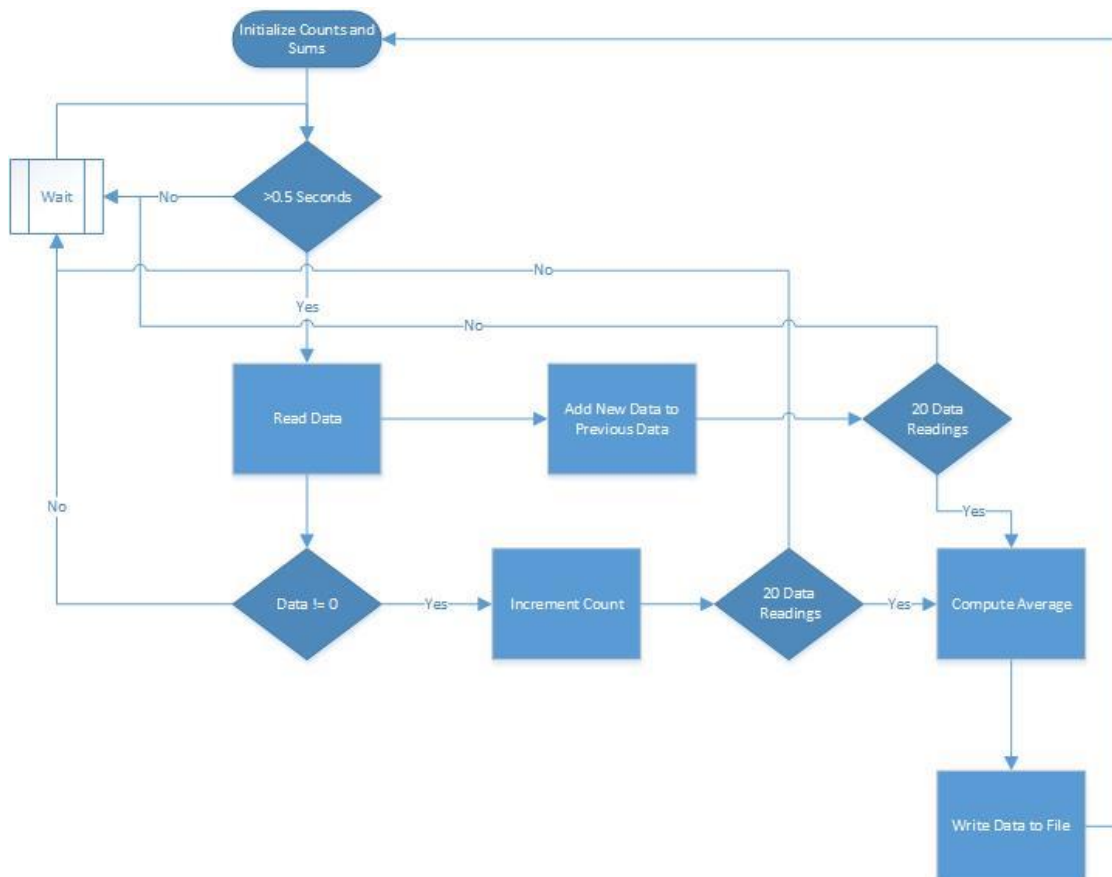 Initialize Counts and
Sums
Wait
No
>0.5 Seconds
No
Yes
No
Read Data
Add New Data to
Previous Data
20 Data
Readings
No
Yes
Data != 0
Yes
Increment Count
20 Data
Readings
Yes
Compute Average
Write Data to File